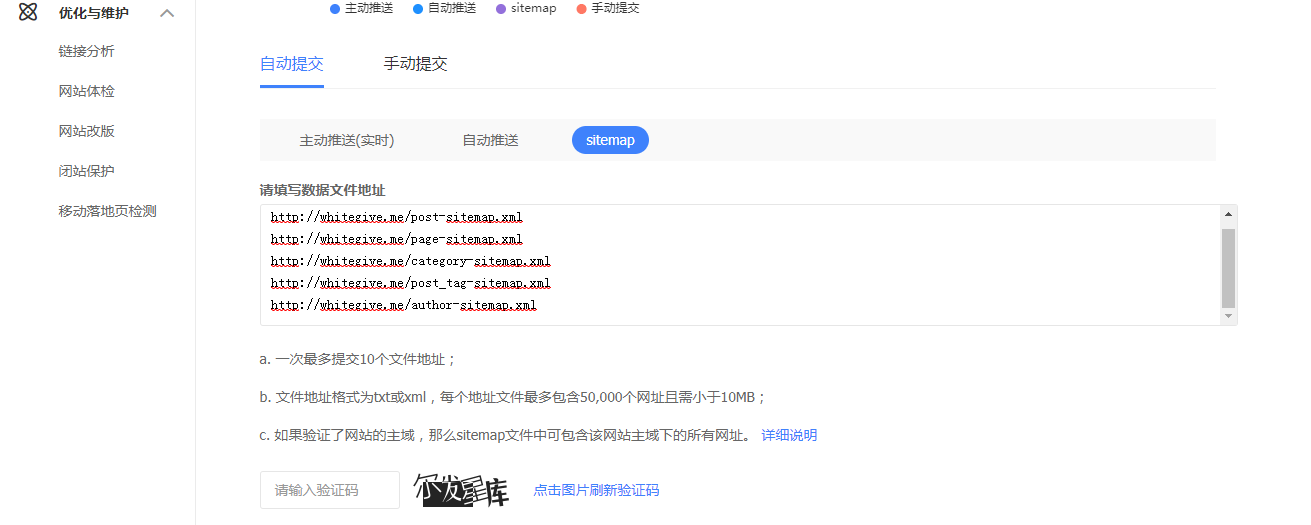 优化与维护
链接分析
网站体检
网站改版
闭站保护
移动落地页检测
主动推送 自动推送 sitemap 手动提交
自动提交 手动提交
主动推送(实时) 自动推送 sitemap
请填写数据文件地址
http://whitegive.me/post-sitemap.xml
http://whitegive.me/page-sitemap.xml
http://whitegive.me/category-sitemap.xml
http://whitegive.me/post_tag-sitemap.xml
http://whitegive.me/author-sitemap.xml
a. 一次最多提交10个文件地址；
b. 文件地址格式为txt或xml，每个地址文件最多包含50,000个网址且需小于10MB；
c. 如果验证了网站的主域，那么sitemap文件中可包含该网站主域下的所有网址。 详细说明
请输入验证码 尔发星库 点击图片刷新验证码